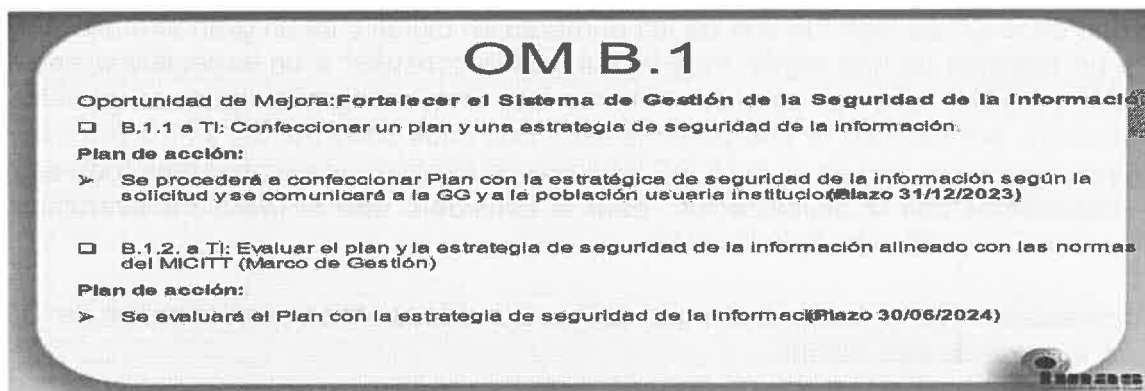 OM B.1
Oportunidad de Mejora:Fortalecer el Sistema de Gestión de la Seguridad de la Informació
❑ B.1.1 a TI: Confeccionar un plan y una estrategia de seguridad de la información.
Plan de acción:
➢ Se procederá a confeccionar Plan con la estratégica de seguridad de la información según la
solicitud y se comunicará a la GG y a la población usuaria institucio(Plazo 31/12/2023)
❑ B.1.2. a TI: Evaluar el plan y la estrategia de seguridad de la información alineado con las normas
del MICITT (Marco de Gestión)
Plan de acción:
➢ Se evaluará el Plan con la estrategia de seguridad de la informac(Plazo 30/06/2024)